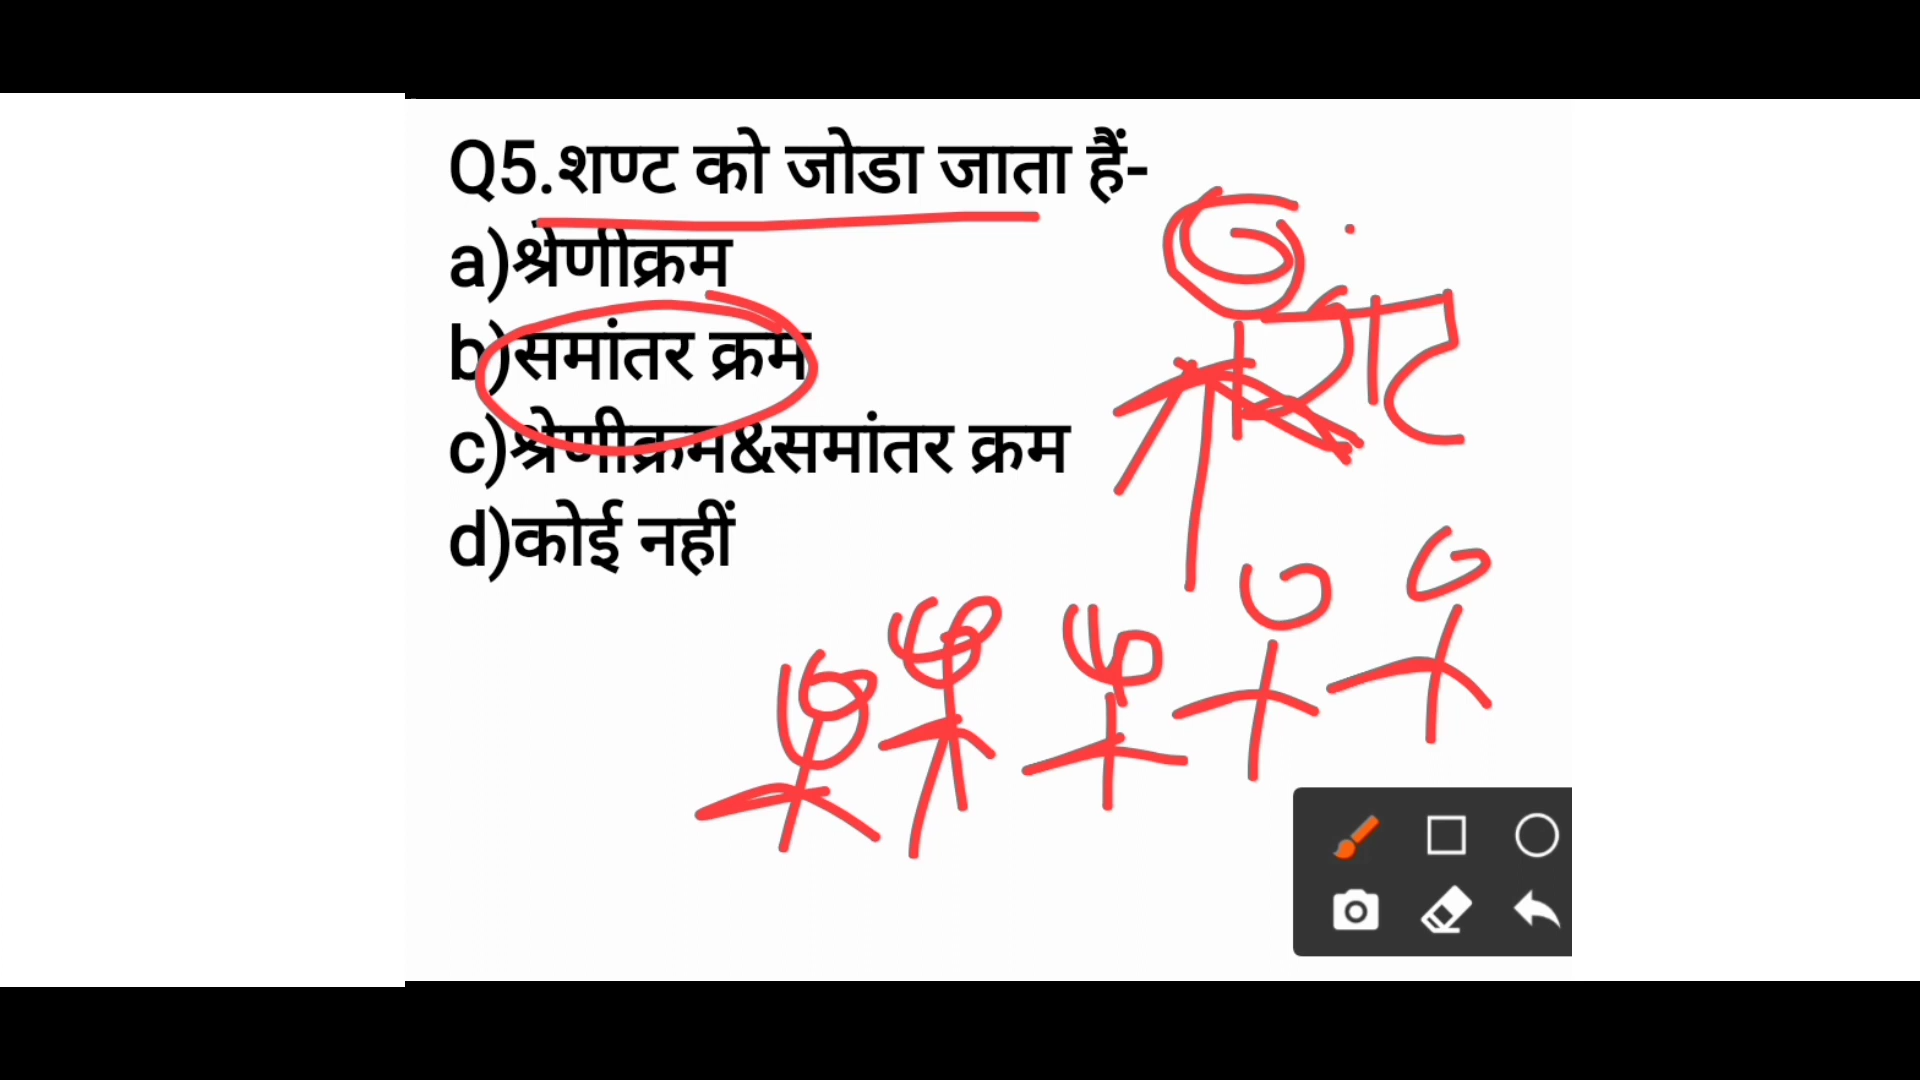 Q5.शण्ट को जोडा जाता हैं-
a)श्रेणीक्रम
b)समांतर क्रम
c)श्रेणीक्रम&समांतर क्रम
d)कोई नहीं